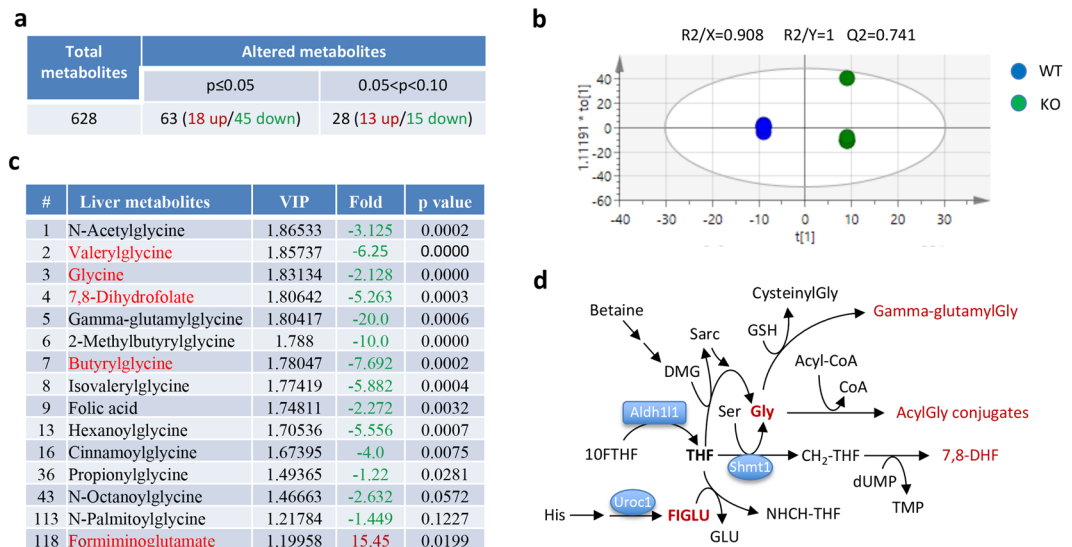 a
Total metabolites
Altered metabolites
p≤0.05
0.05<p<0.10
628
63 (18 up/45 down)
28 (13 up/15 down)
b
R2/X=0.908 R2/Y=1 Q2=0.741
1.11191 * to[1]
40
20
0
-20
-40
-60
-40 -30 -20 -10 0 10 20 30
t[1]
WT
KO
c
# Liver metabolites VIP Fold p value
1 N-Acetylglycine 1.86533 -3.125 0.0002
2 Valerylglycine 1.85737 -6.25 0.0000
3 Glycine 1.83134 -2.128 0.0000
4 7,8-Dihydrofolate 1.80642 -5.263 0.0003
5 Gamma-glutamylglycine 1.80417 -20.0 0.0006
6 2-Methylbutyrylglycine 1.788 -10.0 0.0000
7 Butyrylglycine 1.78047 -7.692 0.0002
8 Isovalerylglycine 1.77419 -5.882 0.0004
9 Folic acid 1.74811 -2.272 0.0032
13 Hexanoylglycine 1.70536 -5.556 0.0007
16 Cinnamoylglycine 1.67395 -4.0 0.0075
36 Propionylglycine 1.49365 -1.22 0.0281
43 N-Octanoylglycine 1.46663 -2.632 0.0572
113 N-Palmitoylglycine 1.21784 -1.449 0.1227
118 Formiminoglutamate 1.19958 15.45 0.0199
d
CysteinylGly
Betaine
GSH
Gamma-glutamylGly
Sarc
DMG
Acyl-CoA
CoA
Aldh1l1
Ser
Gly
AcylGly conjugates
10FTHF
THF
Shmt1
CH2-THF
7,8-DHF
dUMP
TMP
Uroc1
His
FIGLU
GLU
NHCH-THF